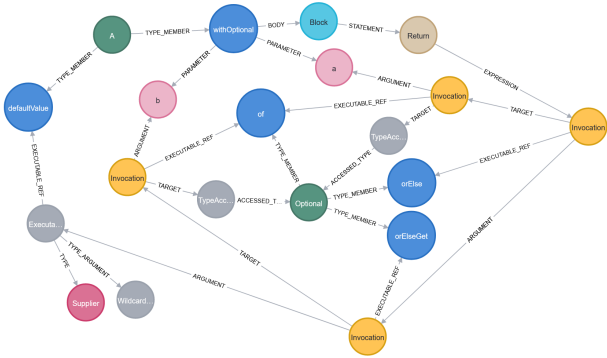 A
TYPE_MEMBER
withOptional
BODY
Block
STATEMENT
Return
TYPE_MEMBER
PARAMETER
PARAMETER
a
EXPRESSION
defaultValue
b
of
ARGUMENT
Invocation
TARGET
Invocation
EXECUTABLE_REF
TARGET
TypeAcc...
ARGUMENT
EXECUTABLE_REF
EXECUTABLE_REF
ACCESSED_TYPE
EXECUTABLE_REF
TYPE_MEMBER
Invocation
TARGET
TypeAcc...
ACCESSED_T...
Optional
TYPE_MEMBER
orElse
TYPE_MEMBER
orElseGet
Executa...
TYPE
TYPE_ARGUMENT
TARGET
ARGUMENT
ARGUMENT
EXECUTABLE_REF
Supplier
Wildcard...
Invocation